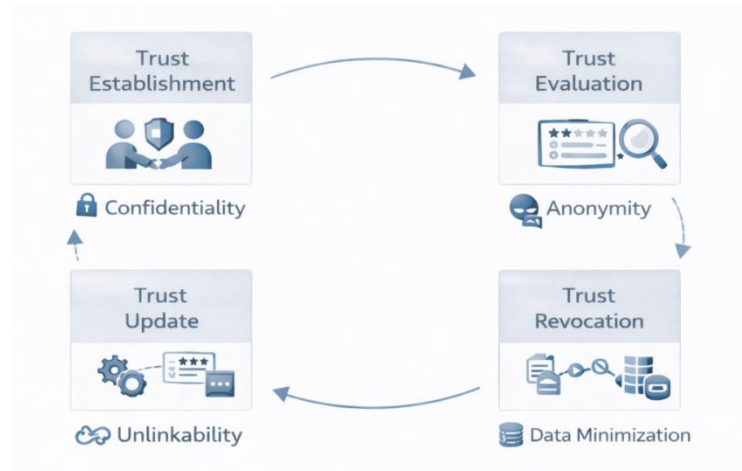 Trust
Establishment
Confidentiality
Trust
Evaluation
Anonymity
Trust
Update
Unlinkability
Trust
Revocation
Data Minimization